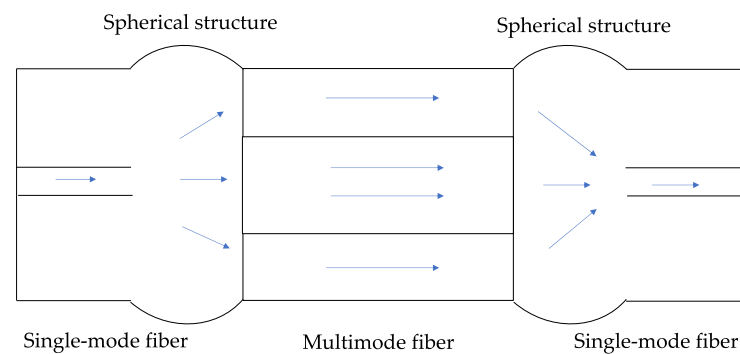 Spherical structure
Spherical structure
Single-mode fiber
Multimode fiber
Single-mode fiber